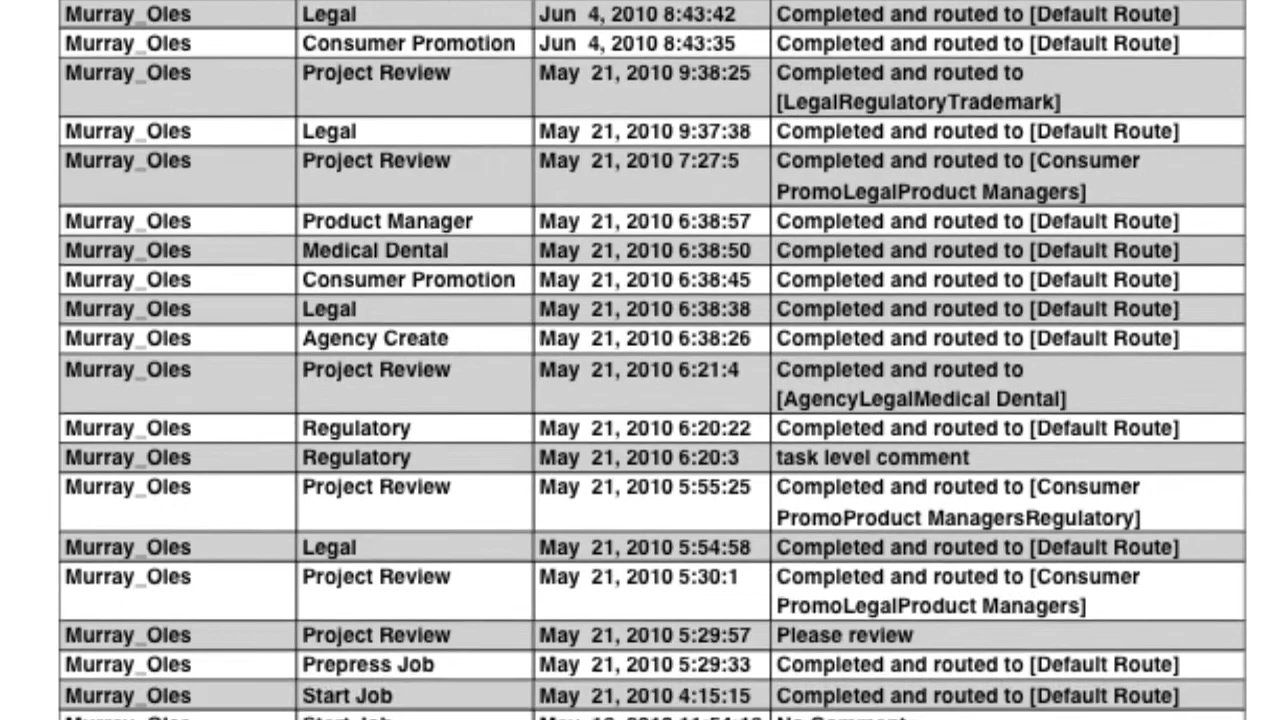 Murray_Oles Legal Jun 4, 2010 8:43:42 Completed and routed to [Default Route]
Murray_Oles Consumer Promotion Jun 4, 2010 8:43:35 Completed and routed to [Default Route]
Murray_Oles Project Review May 21, 2010 9:38:25 Completed and routed to
[LegalRegulatoryTrademark]
Murray_Oles Legal May 21, 2010 9:37:38 Completed and routed to [Default Route]
Murray_Oles Project Review May 21, 2010 7:27:5 Completed and routed to [Consumer
PromoLegalProduct Managers]
Murray_Oles Product Manager May 21, 2010 6:38:57 Completed and routed to [Default Route]
Murray_Oles Medical Dental May 21, 2010 6:38:50 Completed and routed to [Default Route]
Murray_Oles Consumer Promotion May 21, 2010 6:38:45 Completed and routed to [Default Route]
Murray_Oles Legal May 21, 2010 6:38:38 Completed and routed to [Default Route]
Murray_Oles Agency Create May 21, 2010 6:38:26 Completed and routed to [Default Route]
Murray_Oles Project Review May 21, 2010 6:21:4 Completed and routed to
[AgencyLegalMedical Dental]
Murray_Oles Regulatory May 21, 2010 6:20:22 Completed and routed to [Default Route]
Murray_Oles Regulatory May 21, 2010 6:20:3 task level comment
Murray_Oles Project Review May 21, 2010 5:55:25 Completed and routed to [Consumer
PromoProduct ManagersRegulatory]
Murray_Oles Legal May 21, 2010 5:54:58 Completed and routed to [Default Route]
Murray_Oles Project Review May 21, 2010 5:30:1 Completed and routed to [Consumer
PromoLegalProduct Managers]
Murray_Oles Project Review May 21, 2010 5:29:57 Please review
Murray_Oles Prepress Job May 21, 2010 5:29:33 Completed and routed to [Default Route]
Murray_Oles Start Job May 21, 2010 4:15:15 Completed and routed to [Default Route]